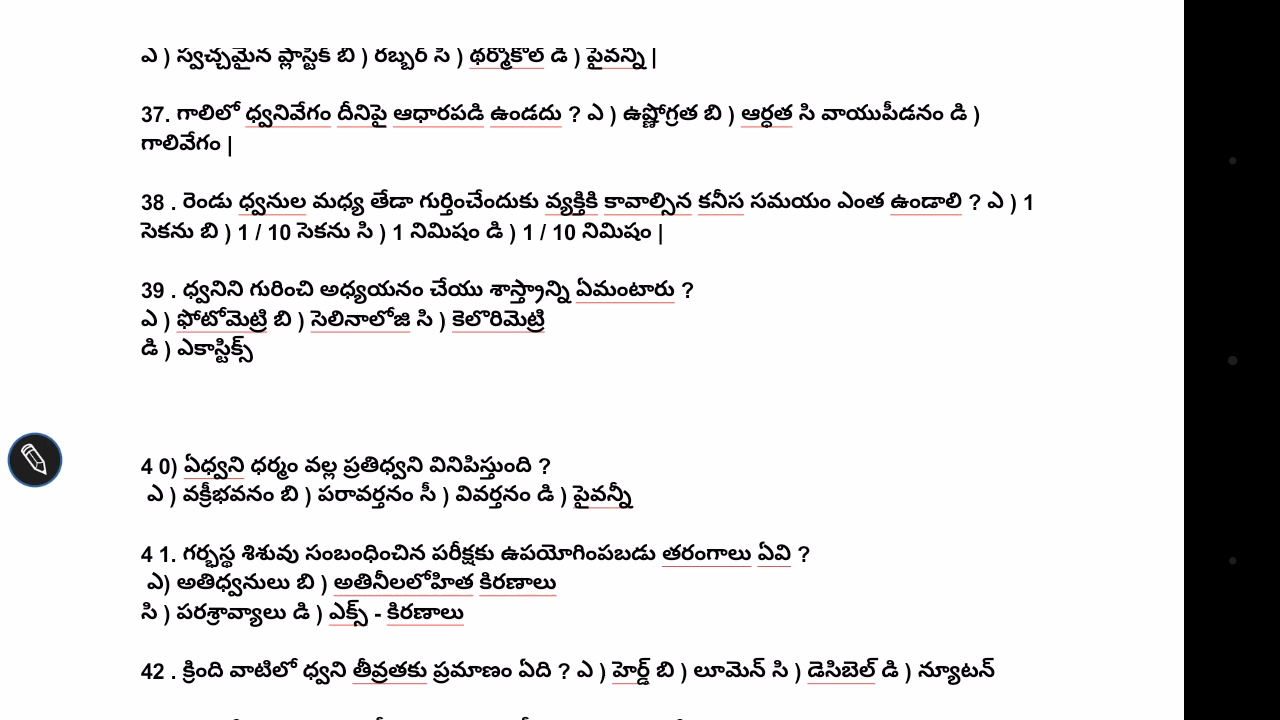 ఎ ) స్వచ్చమైన ప్లాస్టిక్ బి ) రబ్బర్ సి ) థర్మోకోల్ డి ) పైవన్ని |
37. గాలిలో ధ్వనివేగం దీనిపై ఆధారపడి ఉండదు ? ఎ ) ఉష్ణోగ్రత బి ) ఆర్ధత సి వాయుపీడనం డి )
గాలివేగం |
38 . రెండు ధ్వనుల మధ్య తేడా గుర్తించేందుకు వ్యక్తికి కావాల్సిన కనీస సమయం ఎంత ఉండాలి ? ఎ ) 1
సెకను బి ) 1 / 10 సెకను సి ) 1 నిమిషం డి ) 1 / 10 నిమిషం |
39 . ధ్వనిని గురించి అధ్యయనం చేయు శాస్త్రాన్ని ఏమంటారు ?
ఎ ) ఫోటోమెట్రి బి ) సెలినాలోజి సి ) కెలొరిమెట్రి
డి ) ఎకాస్టిక్స్
4 0) ఏధ్వని ధర్మం వల్ల ప్రతిధ్వని వినిపిస్తుంది ?
ఎ ) వక్రీభవనం బి ) పరావర్తనం సీ ) వివర్తనం డి ) పైవన్నీ
4 1. గర్భస్థ శిశువు సంబంధించిన పరీక్షకు ఉపయోగింపబడు తరంగాలు ఏవి ?
ఎ) అతిధ్వనులు బి ) అతినీలలోహిత కిరణాలు
సి ) పరశ్రావ్యాలు డి ) ఎక్స్ - కిరణాలు
42 . క్రింది వాటిలో ధ్వని తీవ్రతకు ప్రమాణం ఏది ? ఎ ) హెర్డ్ బి ) లూమెన్ సి ) డెసిబెల్ డి ) న్యూటన్